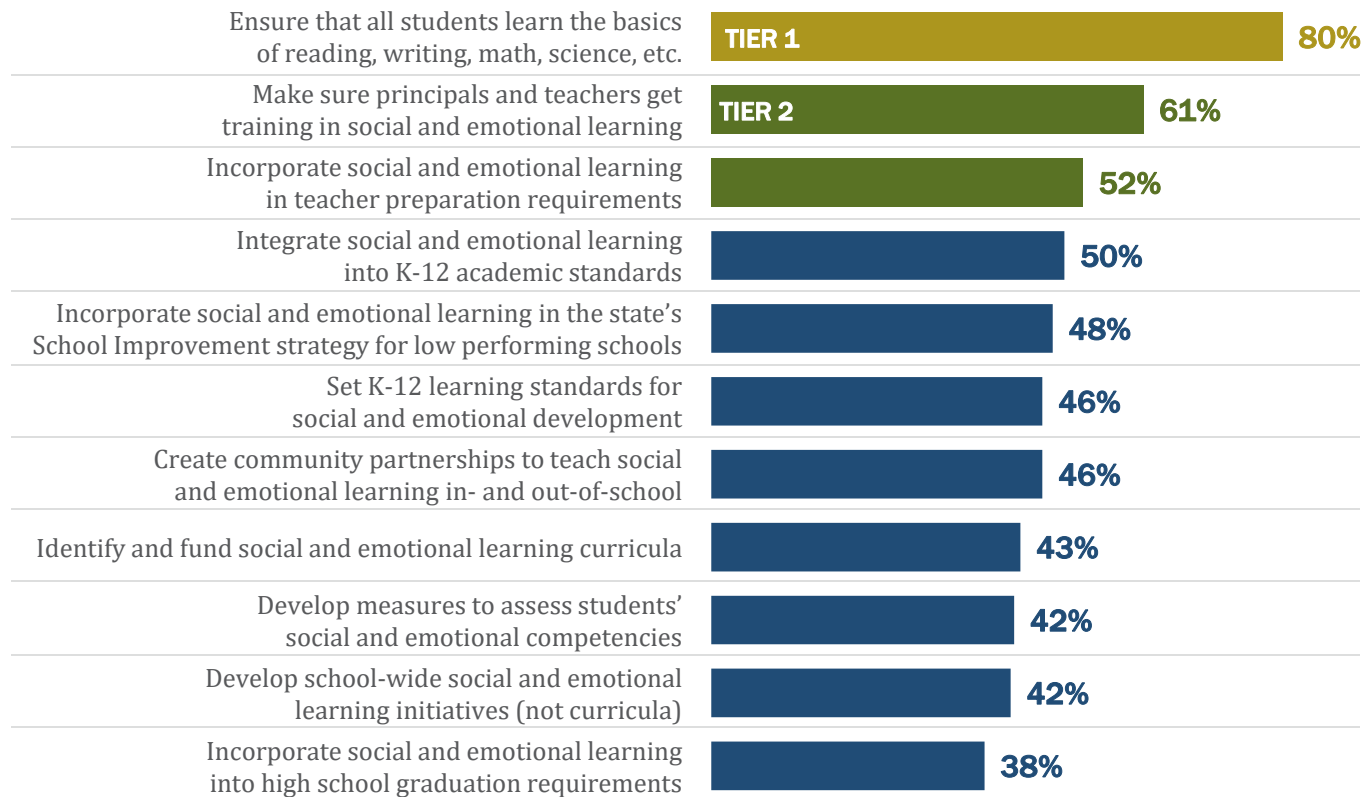 Ensure that all students learn the basics
of reading, writing, math, science, etc.
TIER 1
80%
Make sure principals and teachers get
training in social and emotional learning
TIER 2
61%
Incorporate social and emotional learning
in teacher preparation requirements
52%
Integrate social and emotional learning
into K-12 academic standards
50%
Incorporate social and emotional learning in the state’s
School Improvement strategy for low performing schools
48%
Set K-12 learning standards for
social and emotional development
46%
Create community partnerships to teach social
and emotional learning in- and out-of-school
46%
Identify and fund social and emotional learning curricula
43%
Develop measures to assess students’
social and emotional competencies
42%
Develop school-wide social and emotional
learning initiatives (not curricula)
42%
Incorporate social and emotional learning
into high school graduation requirements
38%